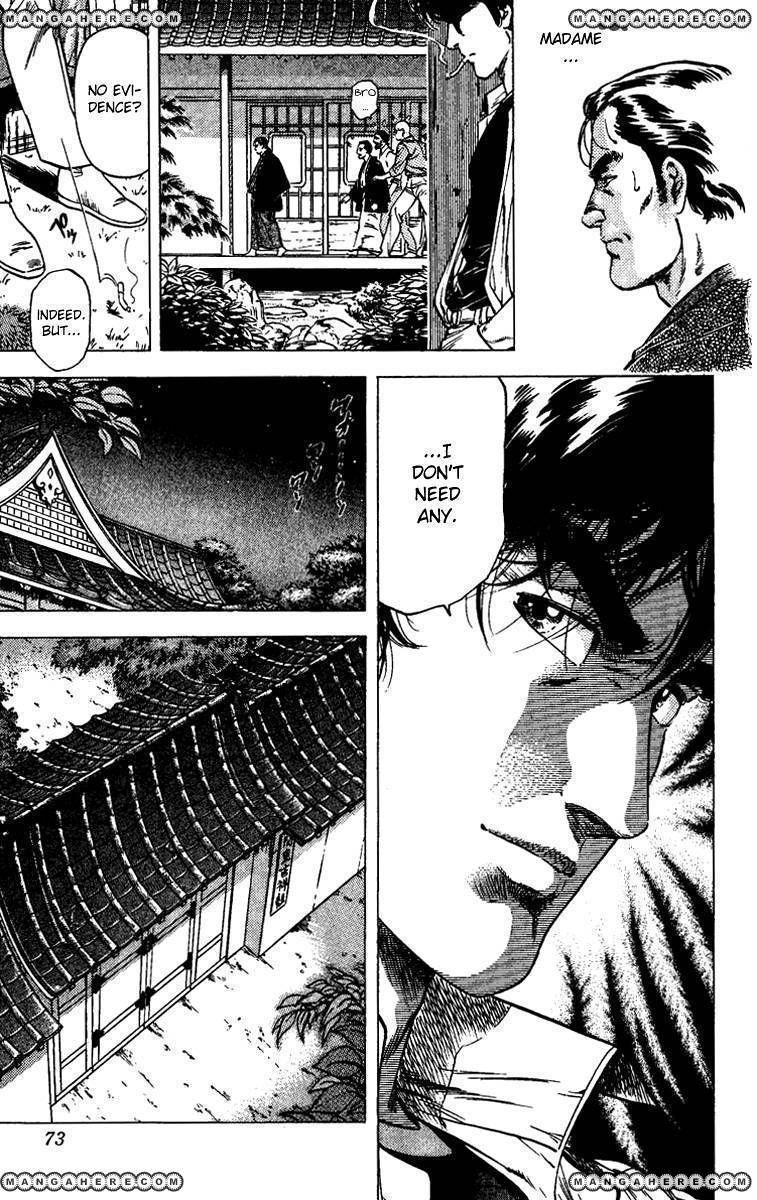 MANGAHERE.COM
MANGAHERE.COM
MADAME
...
BRO
...
NO EVI-
DENCE?
INDEED.
BUT...
...I
DON'T
NEED
ANY.
73
MANGAHERE.COM
MANGAHERE.COM